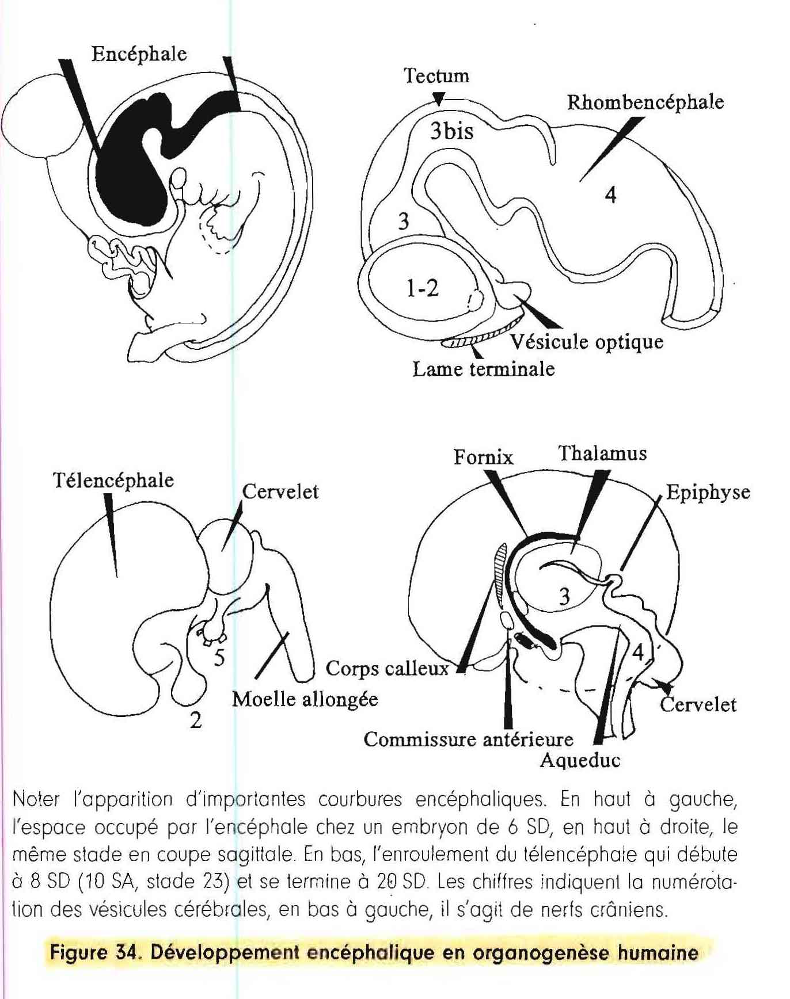 Encéphale
Tectum
Rhombencéphale
3bis
4
3
1-2
Vésicule optique
Lame terminale
Fornix
Thalamus
Télencéphale
Cervelet
Epiphyse
3
5
4
Corps calleux
Moelle allongée
Cervelet
2
Commissure antérieure
Aqueduc
Noter l'apparition d'importantes courbures encéphaliques. En haut à gauche,
l'espace occupé par l'encéphale chez un embryon de 6 SD, en haut à droite, le
même stade en coupe sagittale. En bas, l'enroulement du télencéphale qui débute
à 8 SD (10 SA, stade 23) et se termine à 20 SD. Les chiffres indiquent la numérota-
tion des vésicules cérébrales, en bas à gauche, il s'agit de nerfs crâniens.
Figure 34. Développement encéphalique en organogenèse humaine